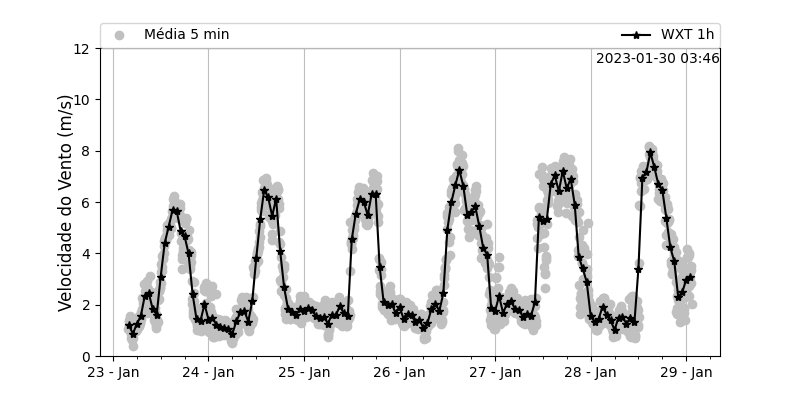 Média 5 min WXT 1h
2023-01-30 03:46
Velocidade do Vento (m/s)
12
10
8
6
4
2
0
23 - Jan 24 - Jan 25 - Jan 26 - Jan 27 - Jan 28 - Jan 29 - Jan